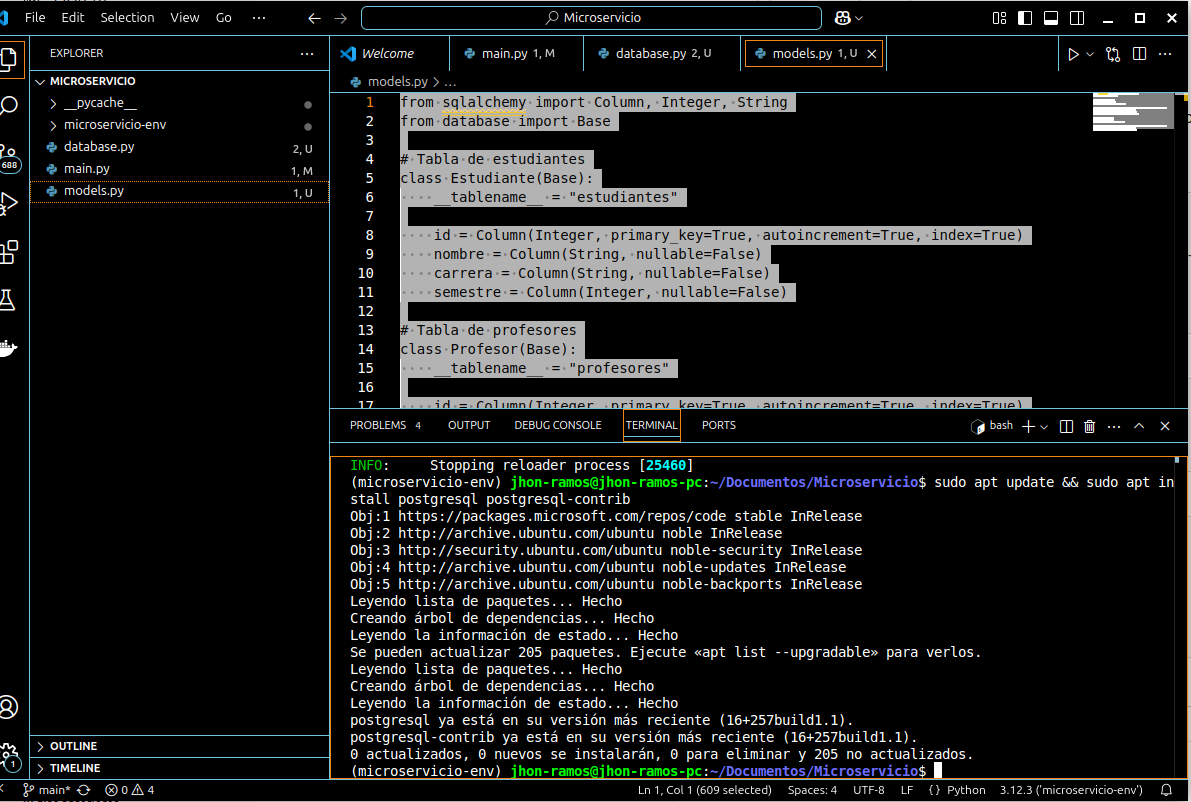 File Edit Selection View Go ··· Microservicio
EXPLORER ···
MICROSERVICIO
__pycache__
microservicio-env
database.py 2, U
main.py 1, M
models.py 1, U
OUTLINE
TIMELINE
688
1
Welcome main.py 1, M database.py 2, U models.py 1, U
models.py > ...
1 from sqlalchemy import Column, Integer, String
2 from database import Base
3
4 # Tabla de estudiantes
5 class Estudiante(Base):
6 __tablename__ = "estudiantes"
7
8 id = Column(Integer, primary_key=True, autoincrement=True, index=True)
9 nombre = Column(String, nullable=False)
10 carrera = Column(String, nullable=False)
11 semestre = Column(Integer, nullable=False)
12
13 # Tabla de profesores
14 class Profesor(Base):
15 __tablename__ = "profesores"
16
17 id = Column(Integer, primary_key=True, autoincrement=True, index=True)
PROBLEMS 4 OUTPUT DEBUG CONSOLE TERMINAL PORTS bash
INFO: Stopping reloader process [25460]
(microservicio-env) jhon-ramos@jhon-ramos-pc:~/Documentos/Microservicio$ sudo apt update && sudo apt in
stall postgresql postgresql-contrib
Obj:1 https://packages.microsoft.com/repos/code stable InRelease
Obj:2 http://archive.ubuntu.com/ubuntu noble InRelease
Obj:3 http://security.ubuntu.com/ubuntu noble-security InRelease
Obj:4 http://archive.ubuntu.com/ubuntu noble-updates InRelease
Obj:5 http://archive.ubuntu.com/ubuntu noble-backports InRelease
Leyendo lista de paquetes... Hecho
Creando árbol de dependencias... Hecho
Leyendo la información de estado... Hecho
Se pueden actualizar 205 paquetes. Ejecute «apt list --upgradable» para verlos.
Leyendo lista de paquetes... Hecho
Creando árbol de dependencias... Hecho
Leyendo la información de estado... Hecho
postgresql ya está en su versión más reciente (16+257build1.1).
postgresql-contrib ya está en su versión más reciente (16+257build1.1).
0 actualizados, 0 nuevos se instalarán, 0 para eliminar y 205 no actualizados.
(microservicio-env) jhon-ramos@jhon-ramos-pc:~/Documentos/Microservicio$
main* 0 4 Ln 1, Col 1 (609 selected) Spaces: 4 UTF-8 LF {} Python 3.12.3 ('microservicio-env')